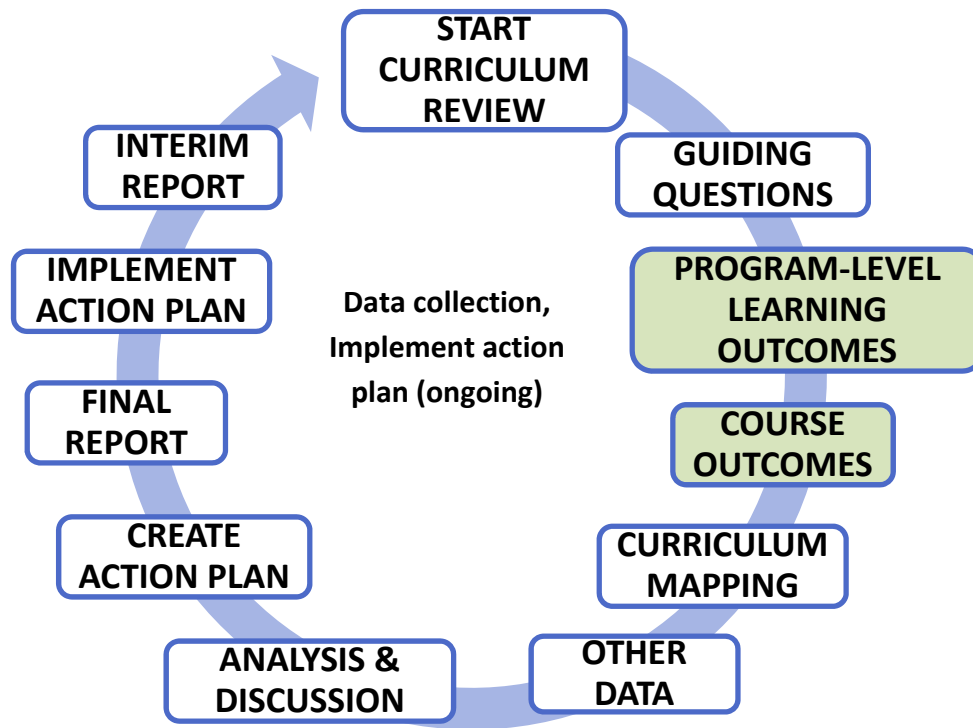 START
CURRICULUM
REVIEW
GUIDING
QUESTIONS
PROGRAM-LEVEL
LEARNING
OUTCOMES
COURSE
OUTCOMES
CURRICULUM
MAPPING
OTHER
DATA
ANALYSIS &
DISCUSSION
CREATE
ACTION PLAN
FINAL
REPORT
IMPLEMENT
ACTION PLAN
INTERIM
REPORT
Data collection,
Implement action
plan (ongoing)